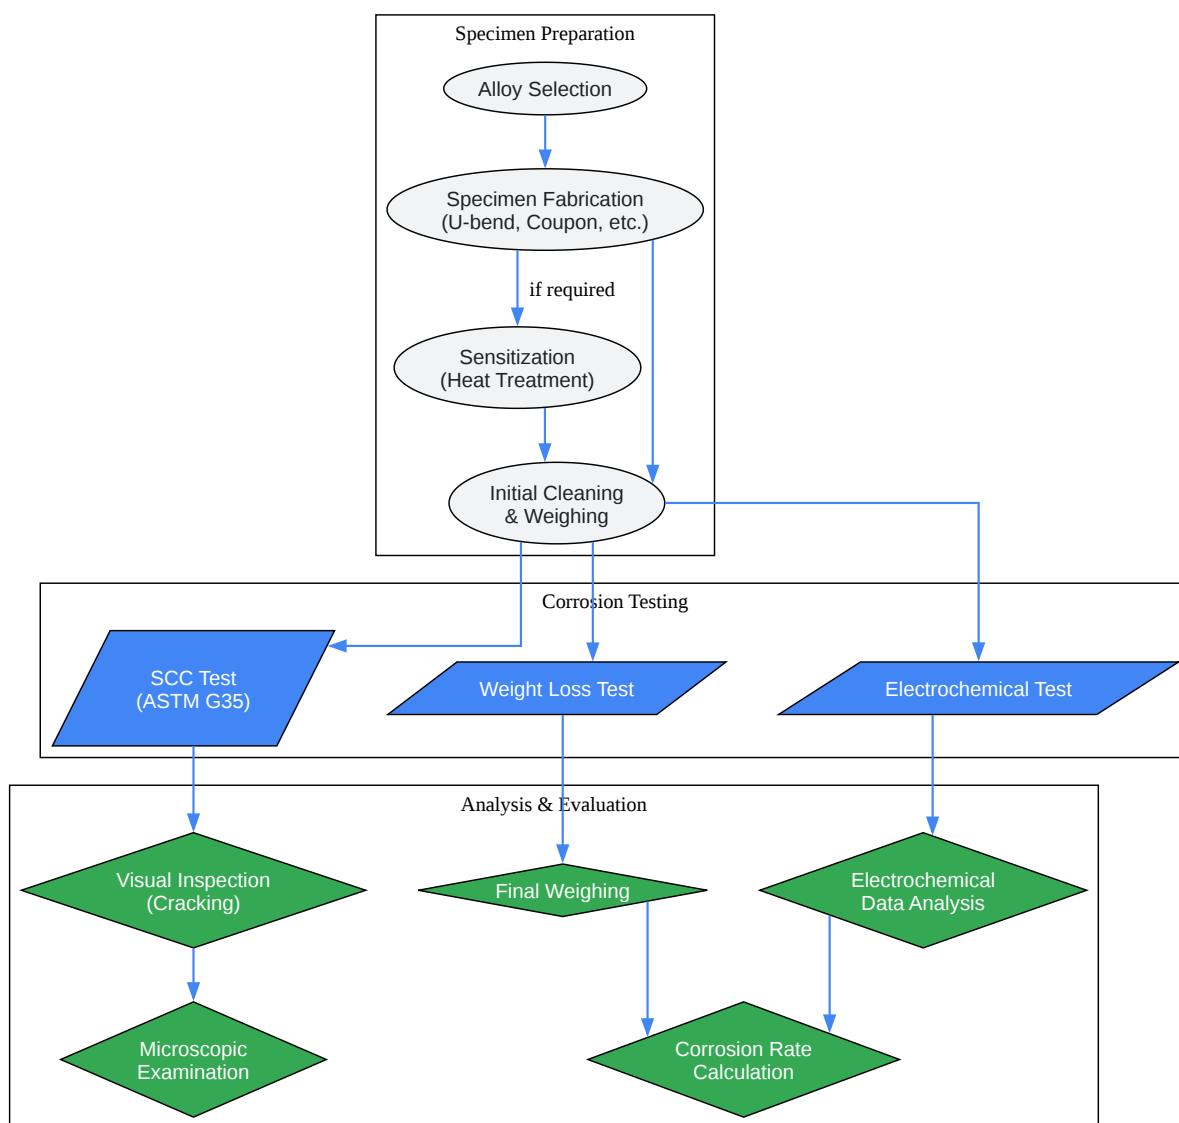 Specimen Preparation
Alloy Selection
Specimen Fabrication
(U-bend, Coupon, etc.)
if required
Sensitization
(Heat Treatment)
Initial Cleaning
& Weighing
Corrosion Testing
SCC Test
(ASTM G35)
Weight Loss Test
Electrochemical Test
Analysis & Evaluation
Visual Inspection
(Cracking)
Final Weighing
Electrochemical
Data Analysis
Microscopic
Examination
Corrosion Rate
Calculation